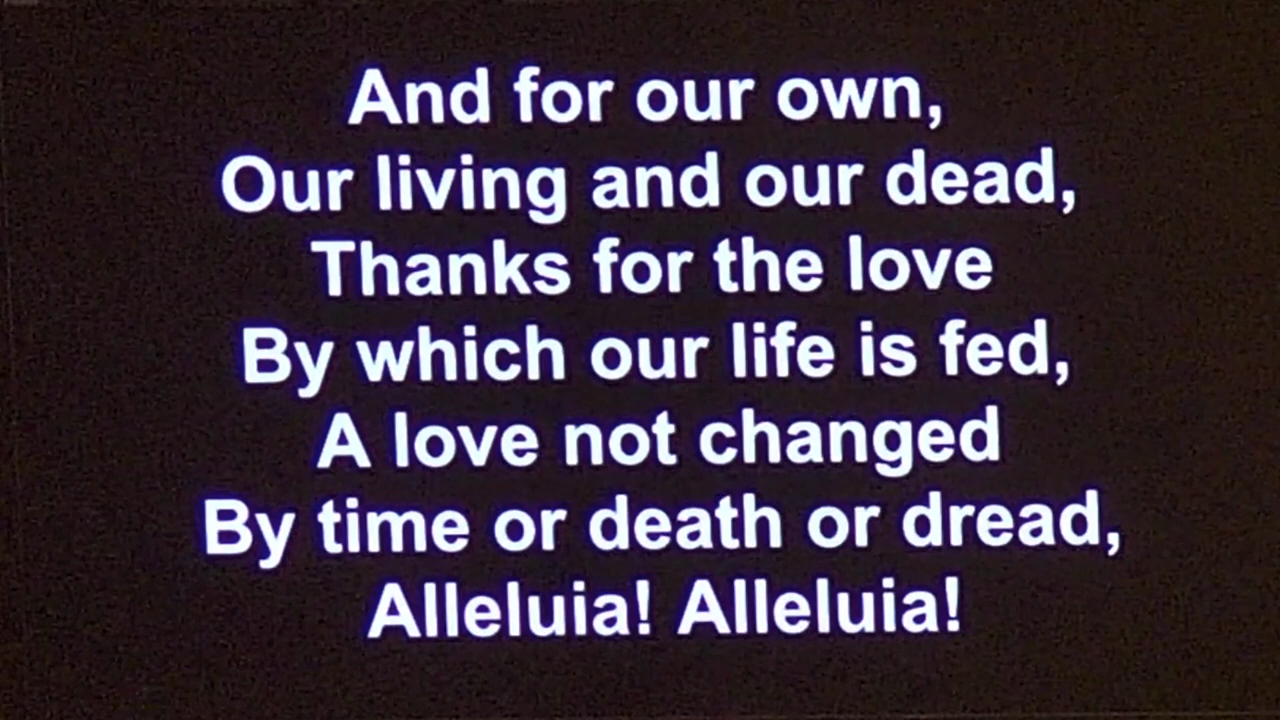 And for our own,
Our living and our dead,
Thanks for the love
By which our life is fed,
A love not changed
By time or death or dread,
Alleluia! Alleluia!